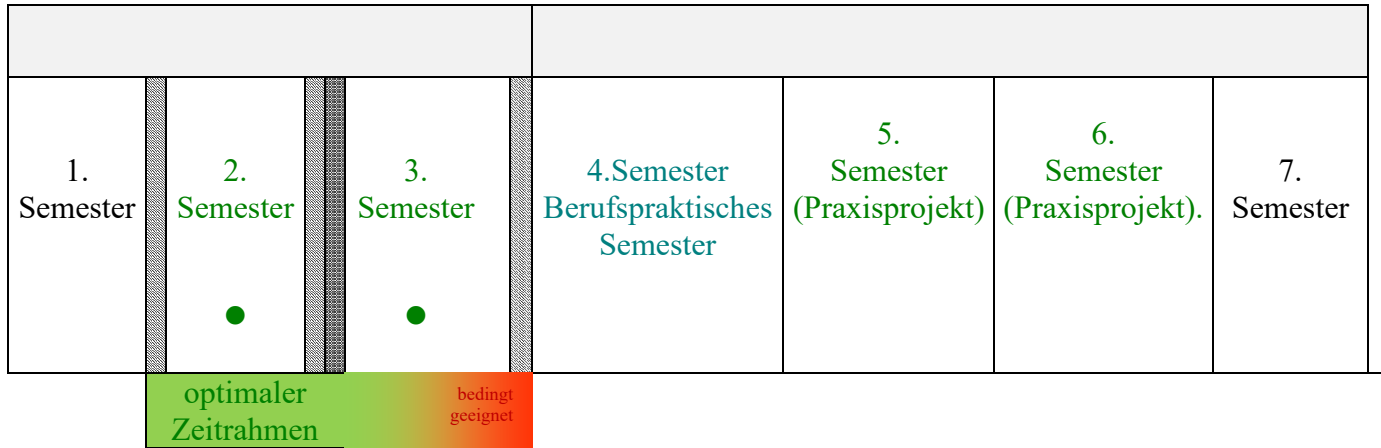 1.
Semester
2.
Semester
3.
Semester
4.Semester
Berufspraktisches
Semester
5.
Semester
(Praxisprojekt)
6.
Semester
(Praxisprojekt).
7.
Semester
optimaler
Zeitrahmen
bedingt
geeignet